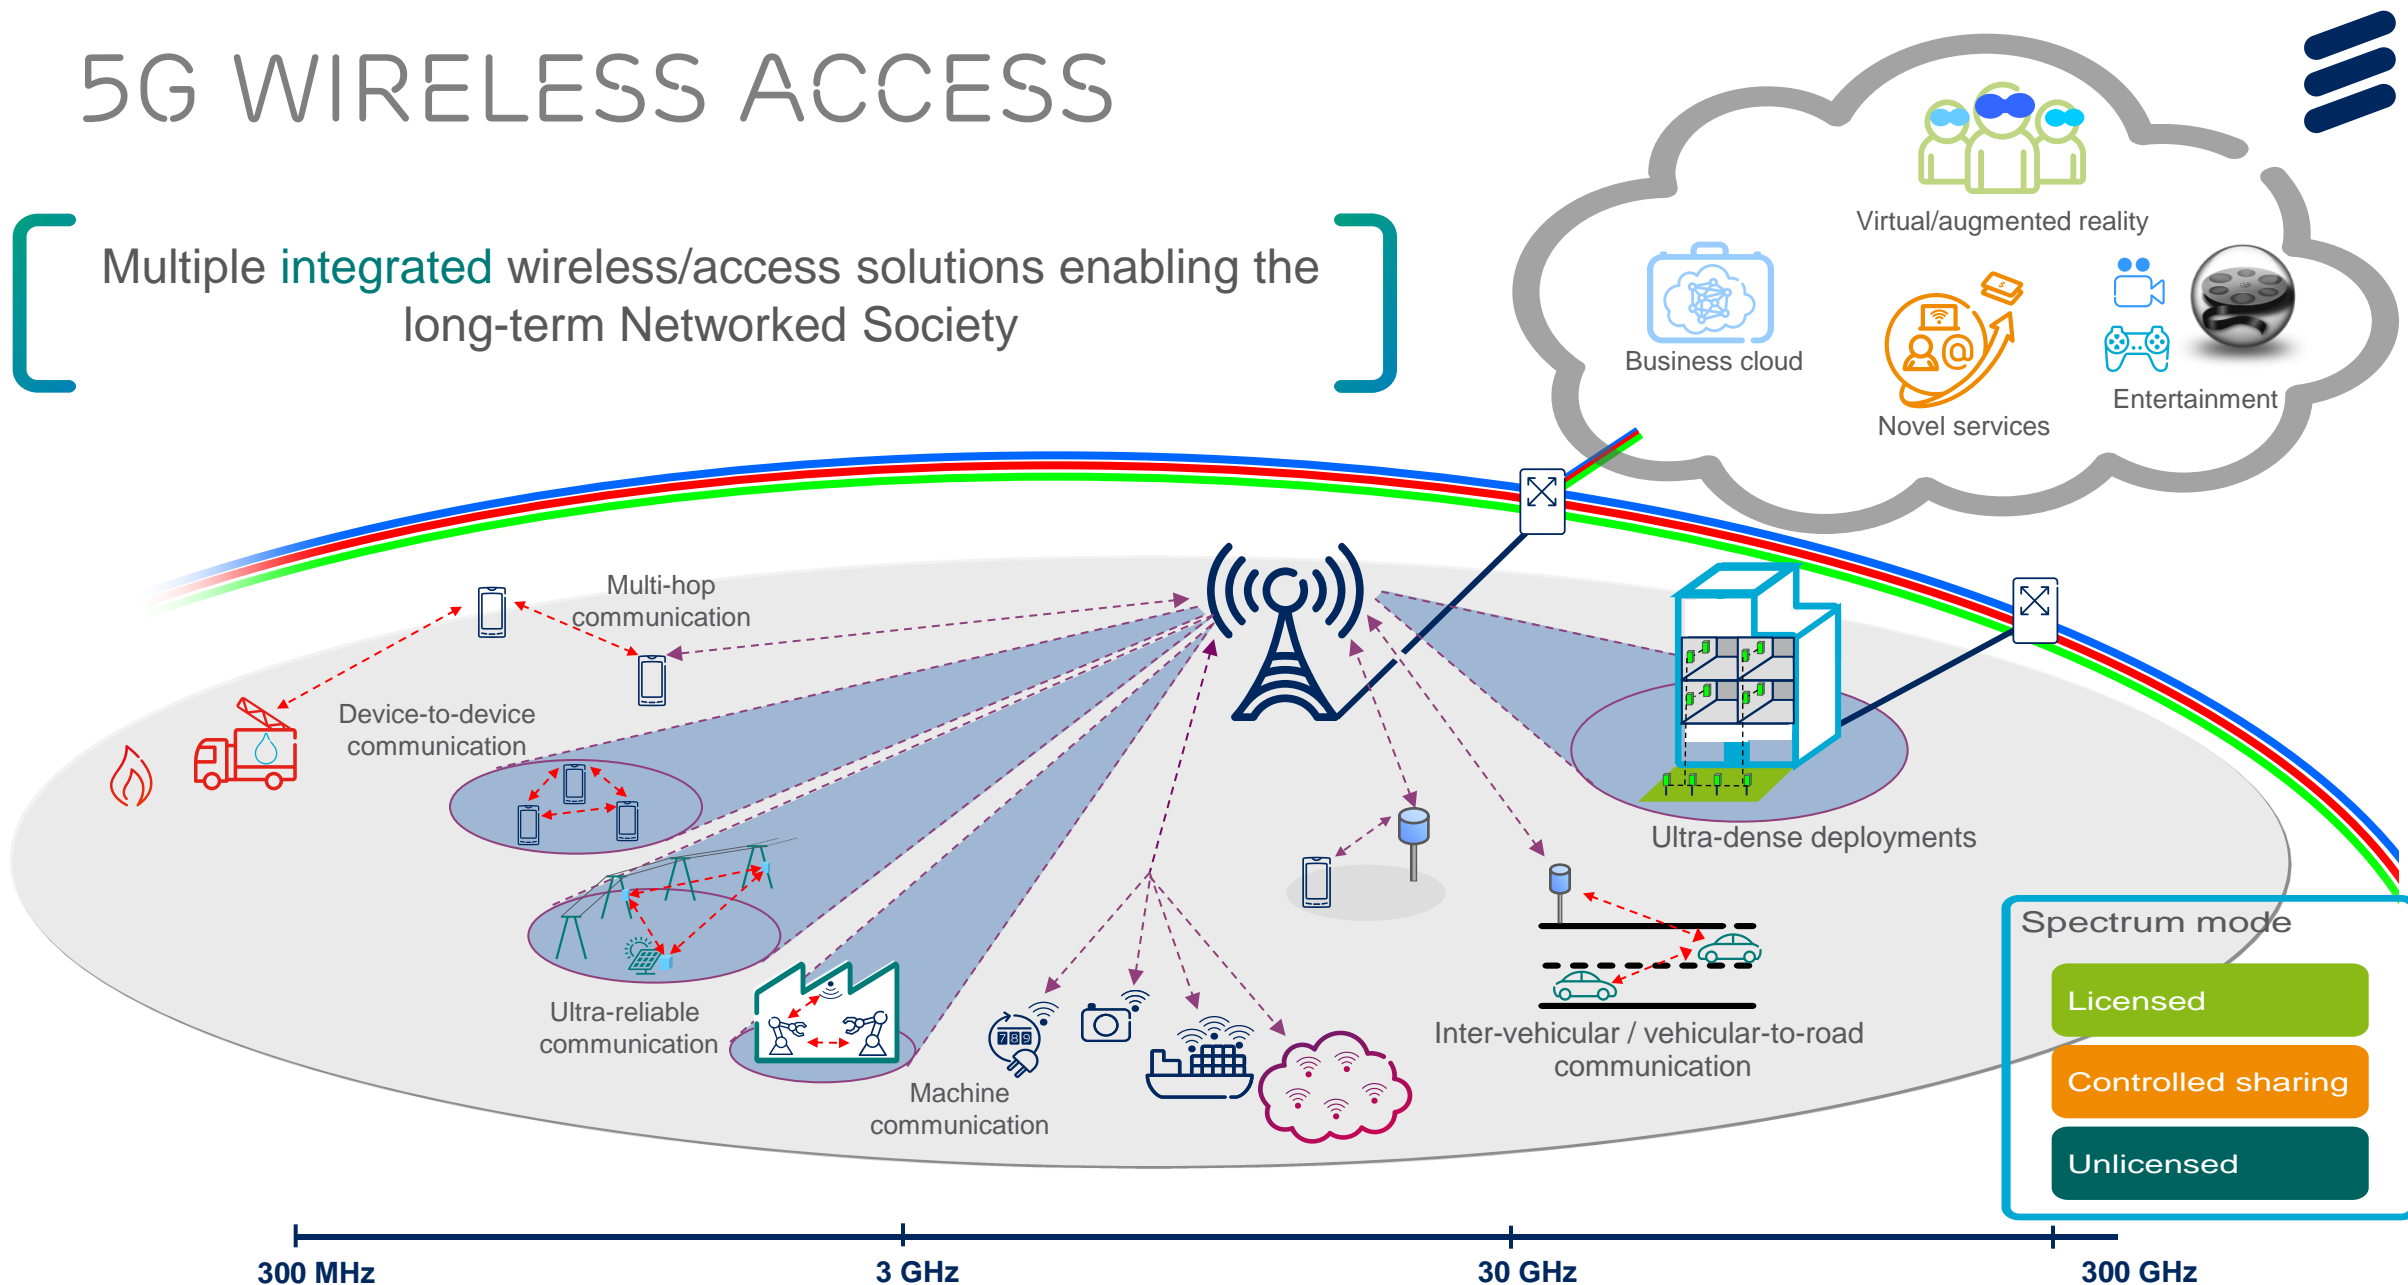 5G WIRELESS ACCESS
Multiple integrated wireless/access solutions enabling the
long-term Networked Society
Virtual/augmented reality
Business cloud
$
@
Novel services
Entertainment
Multi-hop
communication
Device-to-device
communication
Ultra-dense deployments
Ultra-reliable
communication
789
Machine
communication
Inter-vehicular / vehicular-to-road
communication
Spectrum mode
Licensed
Controlled sharing
Unlicensed
300 MHz
3 GHz
30 GHz
300 GHz